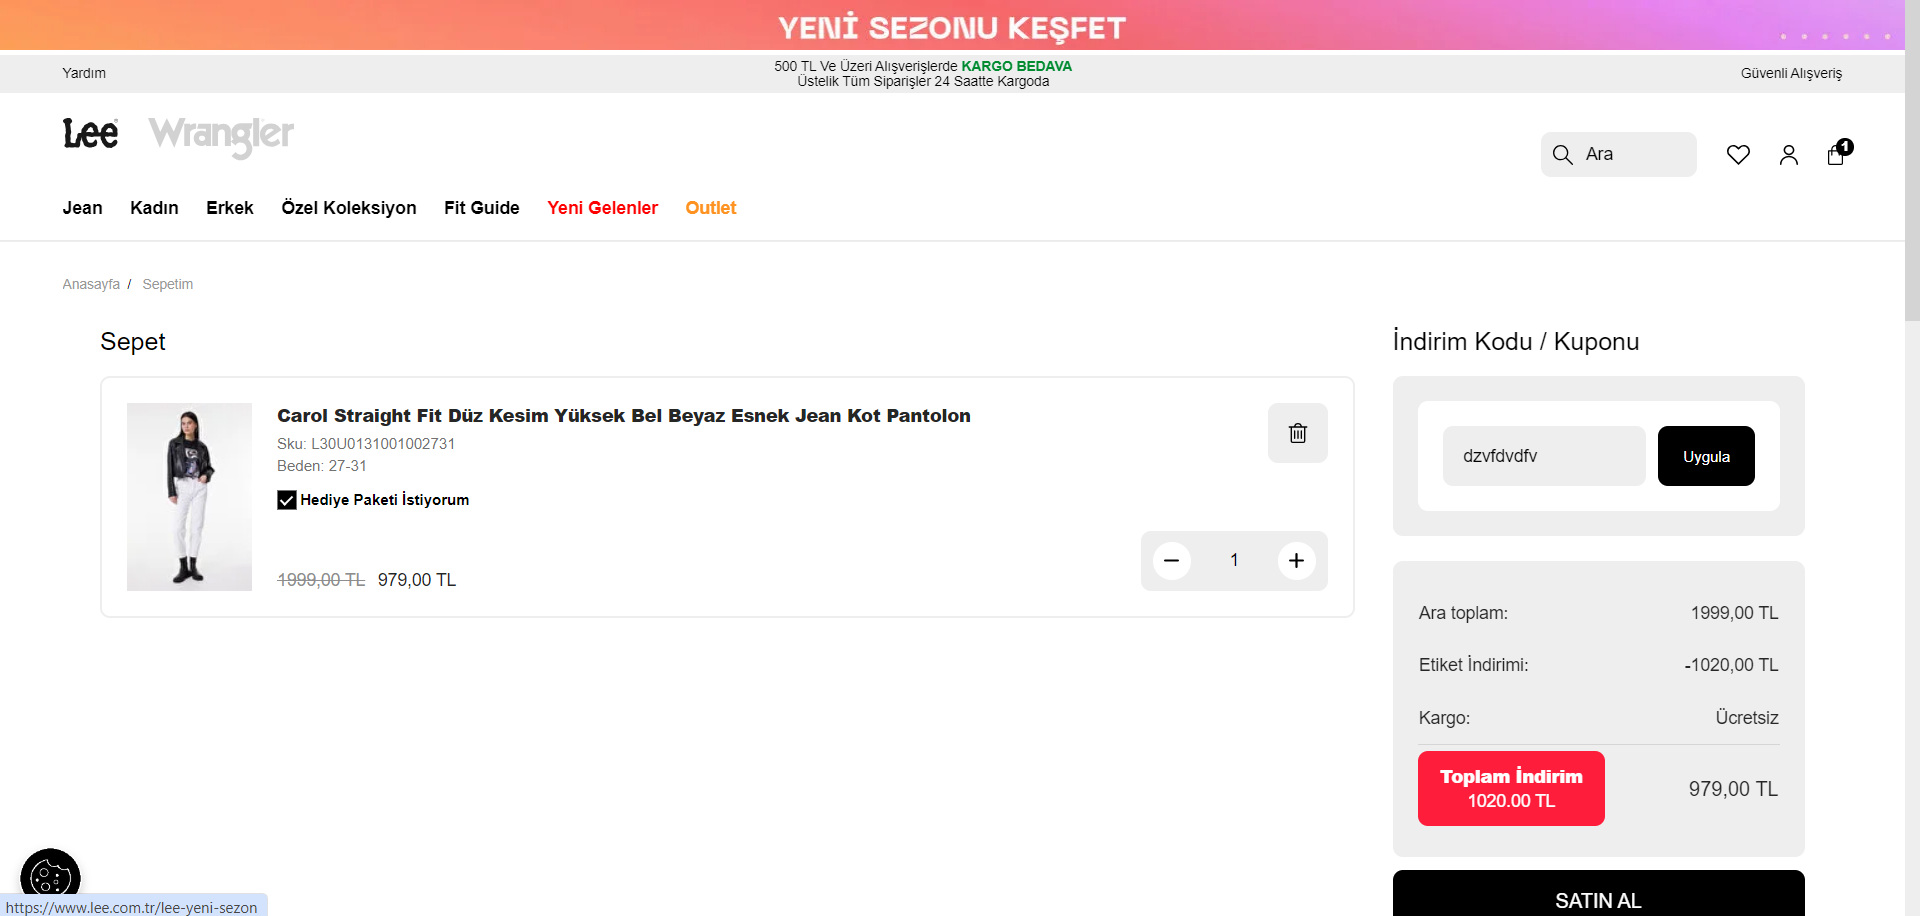 YENİ SEZONU KEŞFET
Yardım
500 TL Ve Üzeri Alışverişlerde KARGO BEDAVA
Üstelik Tüm Siparişler 24 Saatte Kargoda
Güvenli Alışveriş
Lee Wrangler
Ara
1
Jean Kadın Erkek Özel Koleksiyon Fit Guide Yeni Gelenler Outlet
Anasayfa / Sepetim
Sepet
Carol Straight Fit Düz Kesim Yüksek Bel Beyaz Esnek Jean Kot Pantolon
Sku: L30U0131001002731
Beden: 27-31
Hediye Paketi İstiyorum
1999,00 TL 979,00 TL
− 1 +
İndirim Kodu / Kuponu
dzvfdvdfv Uygula
Ara toplam: 1999,00 TL
Etiket İndirimi: -1020,00 TL
Kargo: Ücretsiz
Toplam İndirim
1020.00 TL
979,00 TL
SATIN AL
https://www.lee.com.tr/lee-yeni-sezon